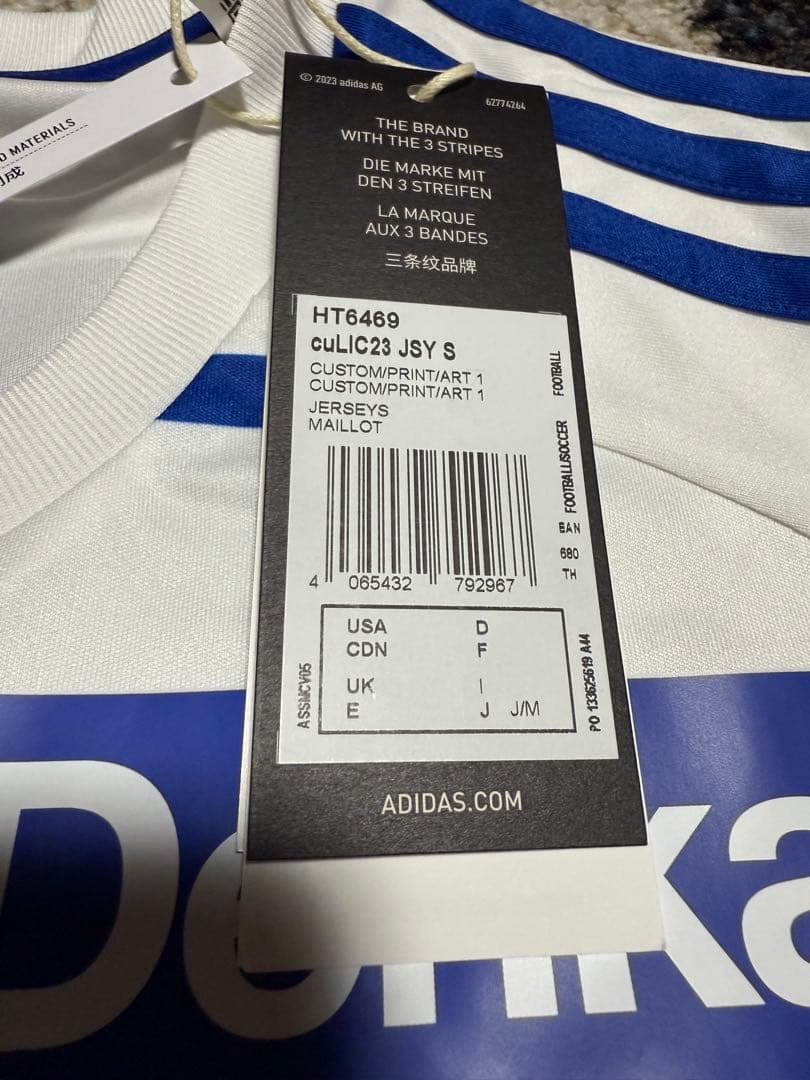 D MATERIALS
成
© 2023 adidas AG
62774264
THE BRAND
WITH THE 3 STRIPES
DIE MARKE MIT
DEN 3 STREIFEN
LA MARQUE
AUX 3 BANDES
三条纹品牌
HT6469
cuLIC23 JSY S
CUSTOM/PRINT/ART 1
CUSTOM/PRINT/ART 1
JERSEYS
MAILLOT
FOOTBALL
FOOTBALL/SOCCER
EAN
680
TH
4 065432 792967
USA D
CDN F
UK I
E J J/M
ASSMCV05
PO 133625619 A44
ADIDAS.COM